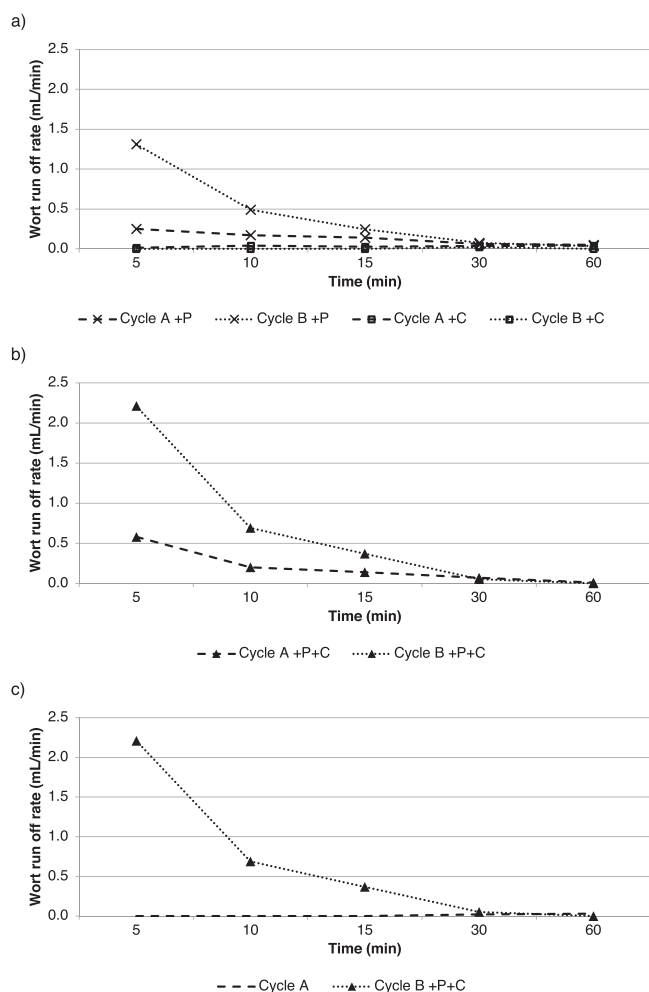 a)
Wort run off rate (mL/min)
2.5
2.0
1.5
1.0
0.5
0.0
5 10 15 30 60
Time (min)
Cycle A +P Cycle B +P Cycle A +C Cycle B +C
b)
Wort run off rate (mL/min)
2.5
2.0
1.5
1.0
0.5
0.0
5 10 15 30 60
Time (min)
Cycle A +P+C Cycle B +P+C
c)
Wort run off rate (mL/min)
2.5
2.0
1.5
1.0
0.5
0.0
5 10 15 30 60
Time (min)
Cycle A Cycle B +P+C